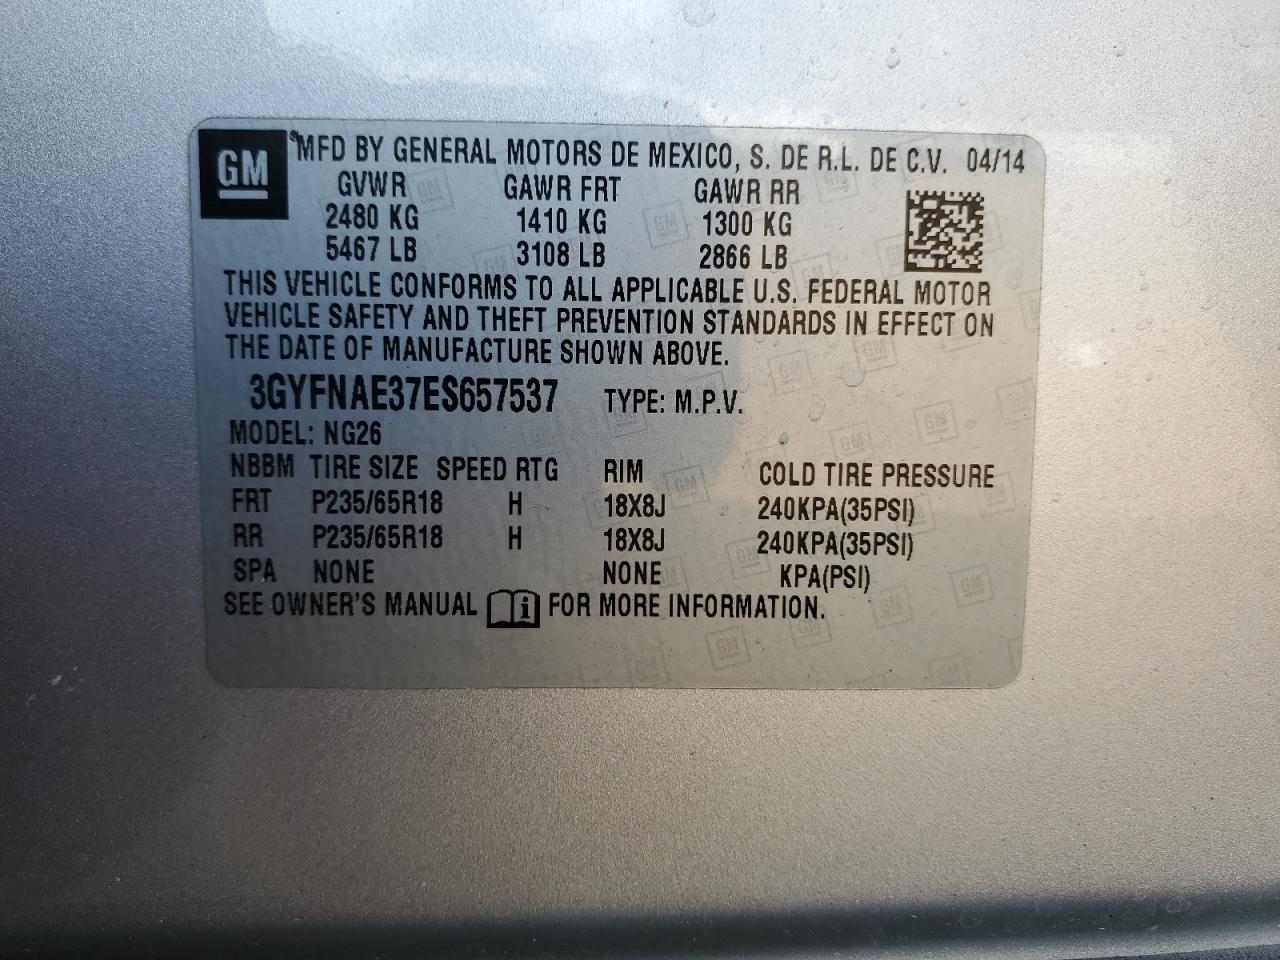 GM
MFD BY GENERAL MOTORS DE MEXICO, S. DE R.L. DE C.V. 04/14
GVWR GAWR FRT GAWR RR
2480 KG 1410 KG 1300 KG
5467 LB 3108 LB 2866 LB
THIS VEHICLE CONFORMS TO ALL APPLICABLE U.S. FEDERAL MOTOR
VEHICLE SAFETY AND THEFT PREVENTION STANDARDS IN EFFECT ON
THE DATE OF MANUFACTURE SHOWN ABOVE.
3GYFNAE37ES657537 TYPE: M.P.V.
MODEL: NG26
NBBM TIRE SIZE SPEED RTG RIM COLD TIRE PRESSURE
FRT P235/65R18 H 18X8J 240KPA(35PSI)
RR P235/65R18 H 18X8J 240KPA(35PSI)
SPA NONE NONE KPA(PSI)
SEE OWNER'S MANUAL i FOR MORE INFORMATION.